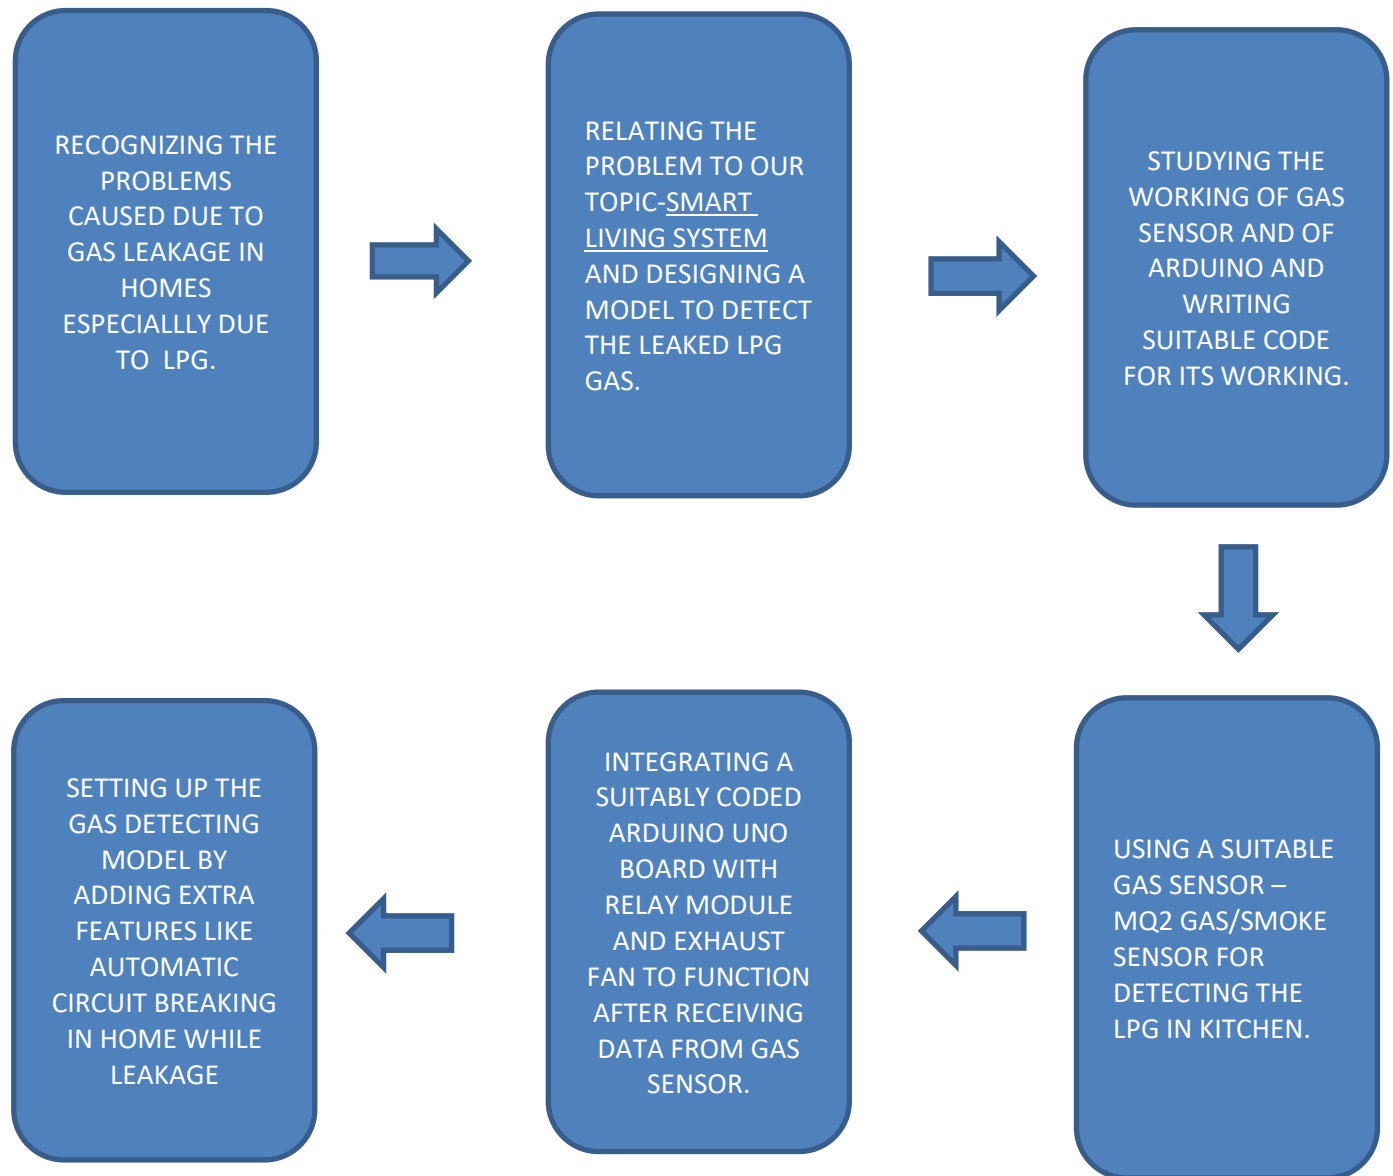 RECOGNIZING THE
PROBLEMS
CAUSED DUE TO
GAS LEAKAGE IN
HOMES
ESPECIALLLY DUE
TO LPG.
RELATING THE
PROBLEM TO OUR
TOPIC-SMART
LIVING SYSTEM
AND DESIGNING A
MODEL TO DETECT
THE LEAKED LPG
GAS.
STUDYING THE
WORKING OF GAS
SENSOR AND OF
ARDUINO AND
WRITING
SUITABLE CODE
FOR ITS WORKING.
USING A SUITABLE
GAS SENSOR –
MQ2 GAS/SMOKE
SENSOR FOR
DETECTING THE
LPG IN KITCHEN.
INTEGRATING A
SUITABLY CODED
ARDUINO UNO
BOARD WITH
RELAY MODULE
AND EXHAUST
FAN TO FUNCTION
AFTER RECEIVING
DATA FROM GAS
SENSOR.
SETTING UP THE
GAS DETECTING
MODEL BY
ADDING EXTRA
FEATURES LIKE
AUTOMATIC
CIRCUIT BREAKING
IN HOME WHILE
LEAKAGE